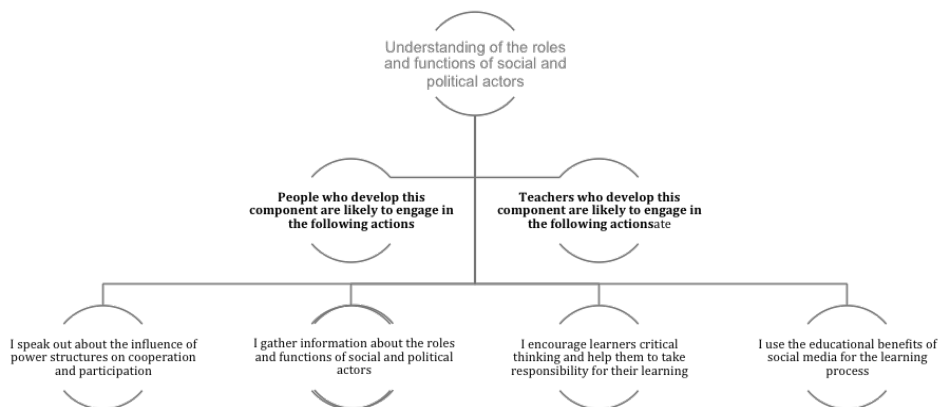 Understanding of the roles
and functions of social and
political actors
People who develop this
component are likely to engage in
the following actions
Teachers who develop this
component are likely to engage in
the following actionsate
I speak out about the influence of
power structures on cooperation
and participation
I gather information about the roles
and functions of social and political
actors
I encourage learners critical
thinking and help them to take
responsibility for their learning
I use the educational benefits of
social media for the learning
process